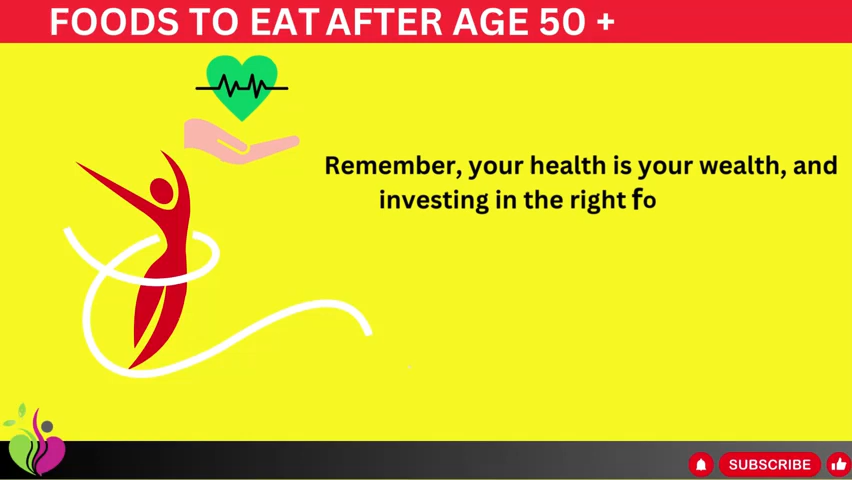 FOODS TO EAT AFTER AGE 50 +
Remember, your health is your wealth, and
investing in the right fo
SUBSCRIBE